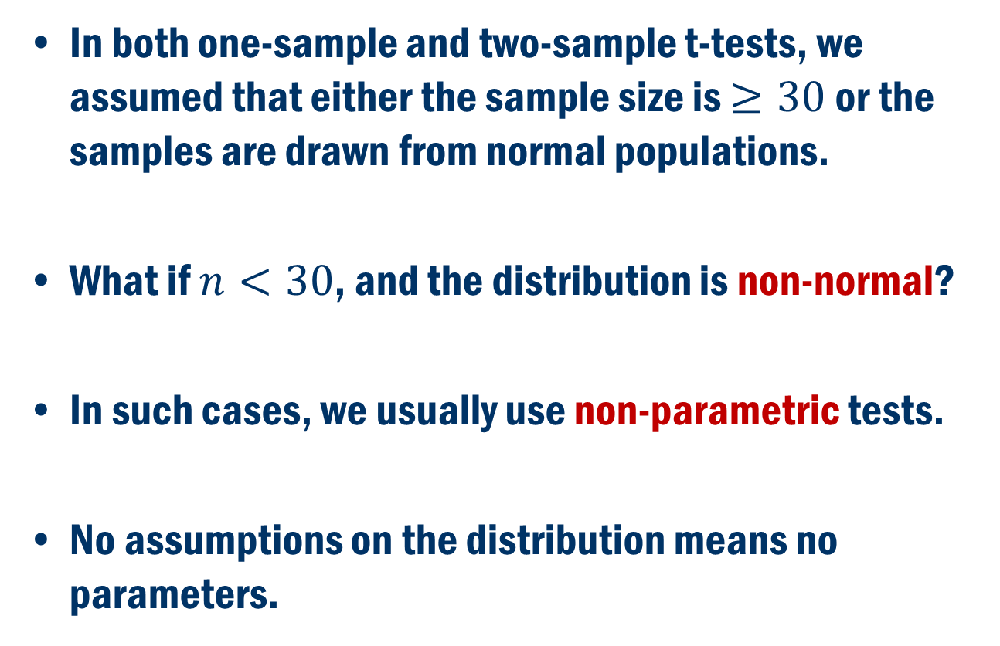 • In both one-sample and two-sample t-tests, we
assumed that either the sample size is ≥ 30 or the
samples are drawn from normal populations.
• What if n < 30, and the distribution is non-normal?
• In such cases, we usually use non-parametric tests.
• No assumptions on the distribution means no
parameters.